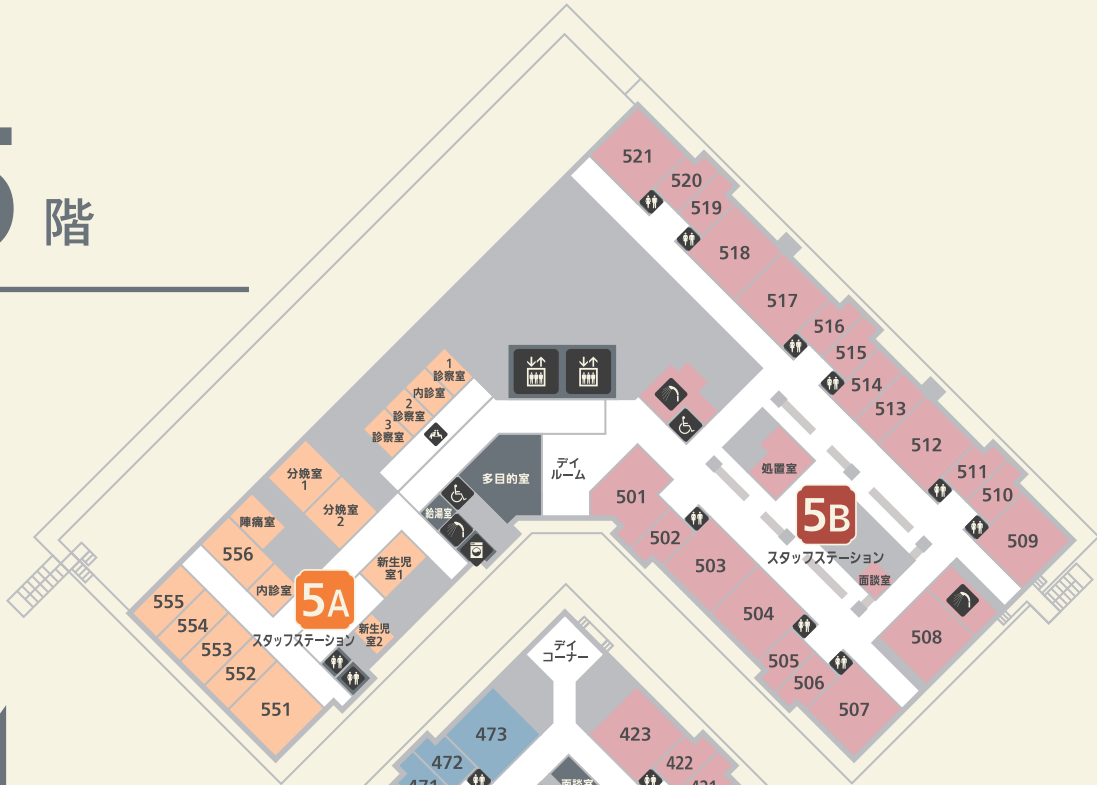 5階
521
520
519
518
517
516
515
514
513
512
511
510
509
508
507
506
505
504
503
502
501
処置室
5B
スタッフステーション
面談室
デイ
ルーム
多目的室
給湯室
1
診察室
内診室
2
診察室
3
診察室
分娩室
1
分娩室
2
陣痛室
556
内診室
新生児
室1
新生児
室2
5A
スタッフステーション
555
554
553
552
551
デイ
コーナー
473
472
471
423
422
421
面談室